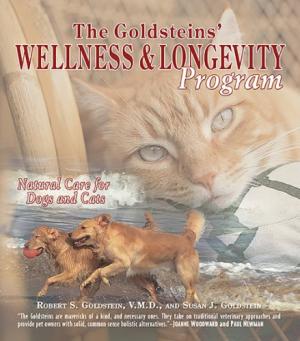 The Goldsteins'
WELLNESS & LONGEVITY
Program
Natural Care for
Dogs and Cats
ROBERT S. GOLDSTEIN, V.M.D., AND SUSAN J. GOLDSTEIN
"The Goldsteins are mavericks of a kind, and necessary ones. They take on traditional veterinary approaches and
provide pet owners with solid, common sense holistic alternatives." –JOANNE WOODWARD and PAUL NEWMAN